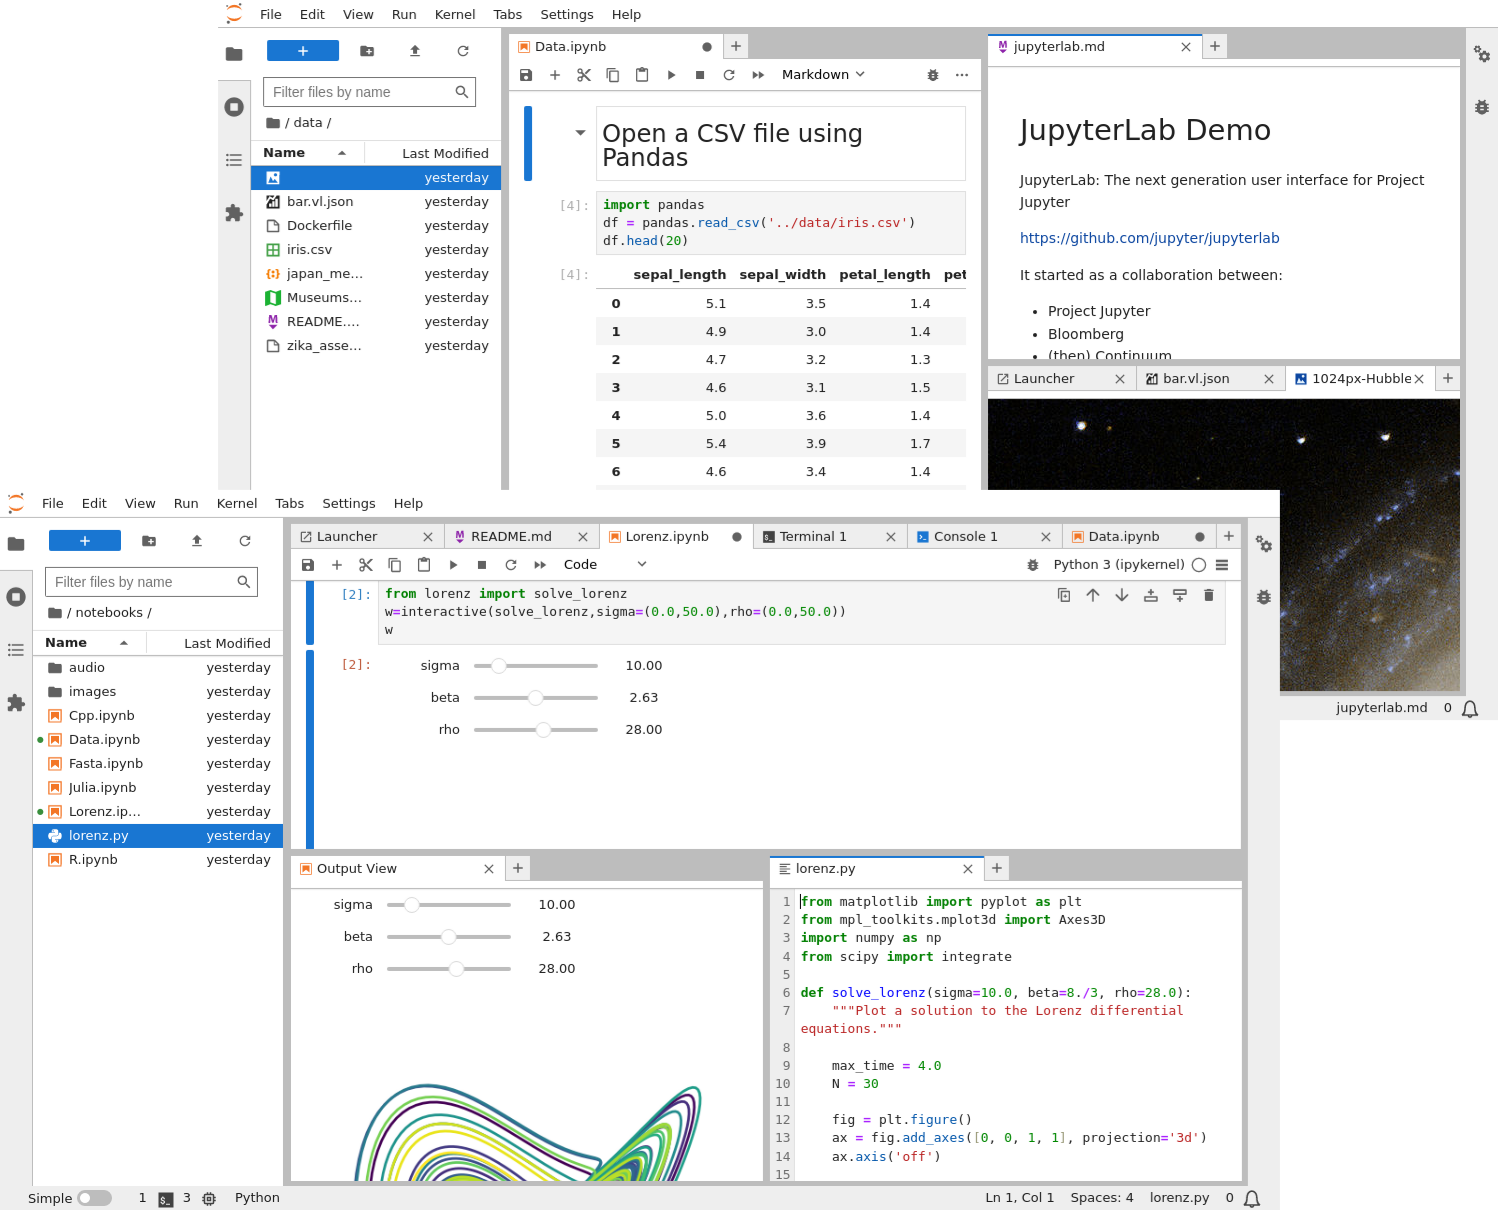 File Edit View Run Kernel Tabs Settings Help
Filter files by name
/ data /
Name Last Modified
yesterday
bar.vl.json yesterday
Dockerfile yesterday
iris.csv yesterday
japan_me... yesterday
Museums... yesterday
README.... yesterday
zika_asse... yesterday
Data.ipynb
Markdown
Open a CSV file using
Pandas
[4]: import pandas
df = pandas.read_csv('../data/iris.csv')
df.head(20)
[4]: sepal_length sepal_width petal_length pet
0 5.1 3.5 1.4
1 4.9 3.0 1.4
2 4.7 3.2 1.3
3 4.6 3.1 1.5
4 5.0 3.6 1.4
5 5.4 3.9 1.7
6 4.6 3.4 1.4
jupyterlab.md
JupyterLab Demo
JupyterLab: The next generation user interface for Project
Jupyter
https://github.com/jupyter/jupyterlab
It started as a collaboration between:
• Project Jupyter
• Bloomberg
• (then) Continuum
Launcher bar.vl.json 1024px-Hubble
jupyterlab.md 0
File Edit View Run Kernel Tabs Settings Help
Filter files by name
/ notebooks /
Name Last Modified
audio yesterday
images yesterday
Cpp.ipynb yesterday
Data.ipynb yesterday
Fasta.ipynb yesterday
Julia.ipynb yesterday
Lorenz.ip... yesterday
lorenz.py yesterday
R.ipynb yesterday
Launcher README.md Lorenz.ipynb Terminal 1 Console 1 Data.ipynb
Code Python 3 (ipykernel)
[2]: from lorenz import solve_lorenz
w=interactive(solve_lorenz,sigma=(0.0,50.0),rho=(0.0,50.0))
w
[2]: sigma 10.00
beta 2.63
rho 28.00
Output View
sigma 10.00
beta 2.63
rho 28.00
lorenz.py
1 from matplotlib import pyplot as plt
2 from mpl_toolkits.mplot3d import Axes3D
3 import numpy as np
4 from scipy import integrate
5
6 def solve_lorenz(sigma=10.0, beta=8./3, rho=28.0):
7 """Plot a solution to the Lorenz differential
equations."""
8
9 max_time = 4.0
10 N = 30
11
12 fig = plt.figure()
13 ax = fig.add_axes([0, 0, 1, 1], projection='3d')
14 ax.axis('off')
15
Simple 1 3 Python Ln 1, Col 1 Spaces: 4 lorenz.py 0